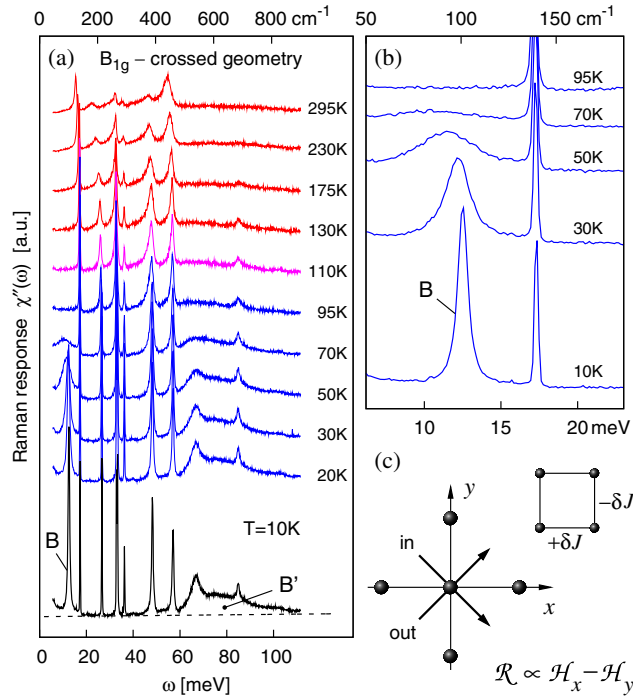 0 200 400 600 800 cm⁻¹
(a)
B1g – crossed geometry
295K
230K
175K
130K
110K
95K
70K
50K
30K
20K
T=10K
B
B'
Raman response χ''(ω) [a.u.]
0 20 40 60 80 100
ω [meV]
50 100 150 cm⁻¹
(b)
95K
70K
50K
30K
B
10K
10 15 20 meV
(c)
y
−δJ
+δJ
in
x
out
ℛ ∝ ℋx − ℋy